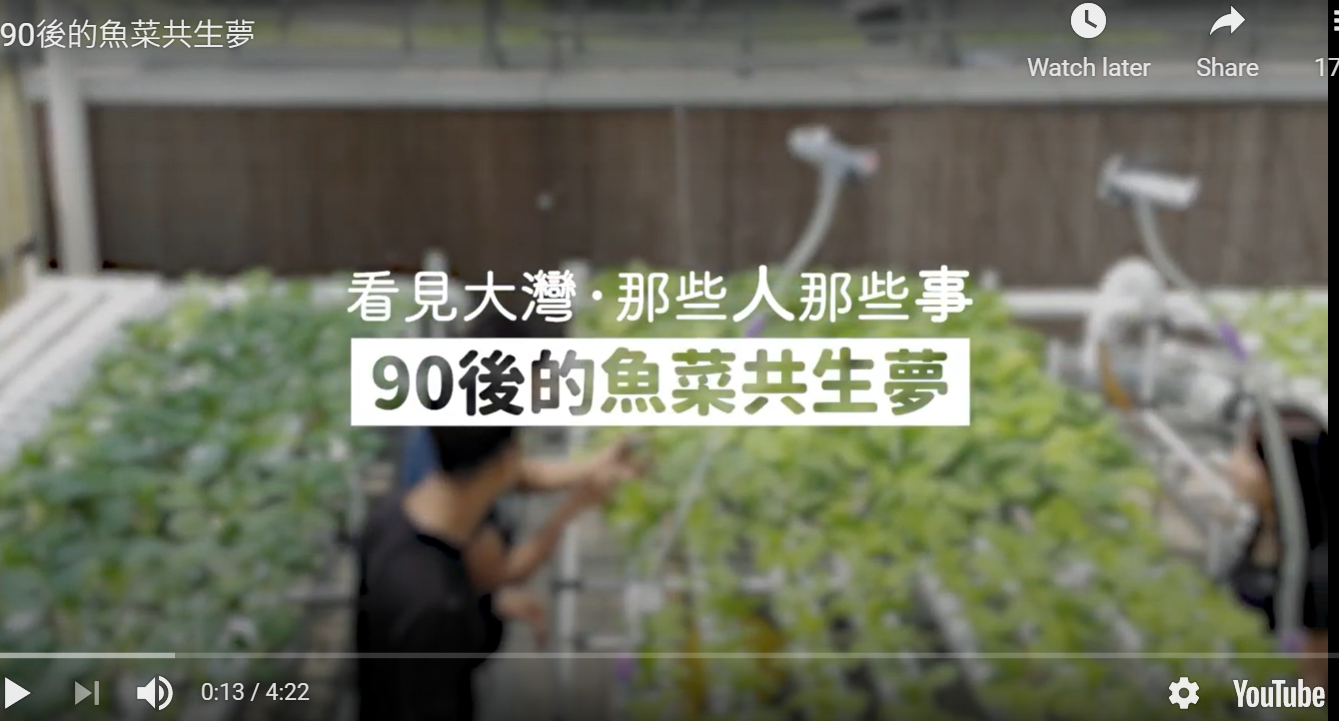 90後的魚菜共生夢
Watch later
Share
17
看見大灣·那些人那些事
90後的魚菜共生夢
0:13 / 4:22
YouTube